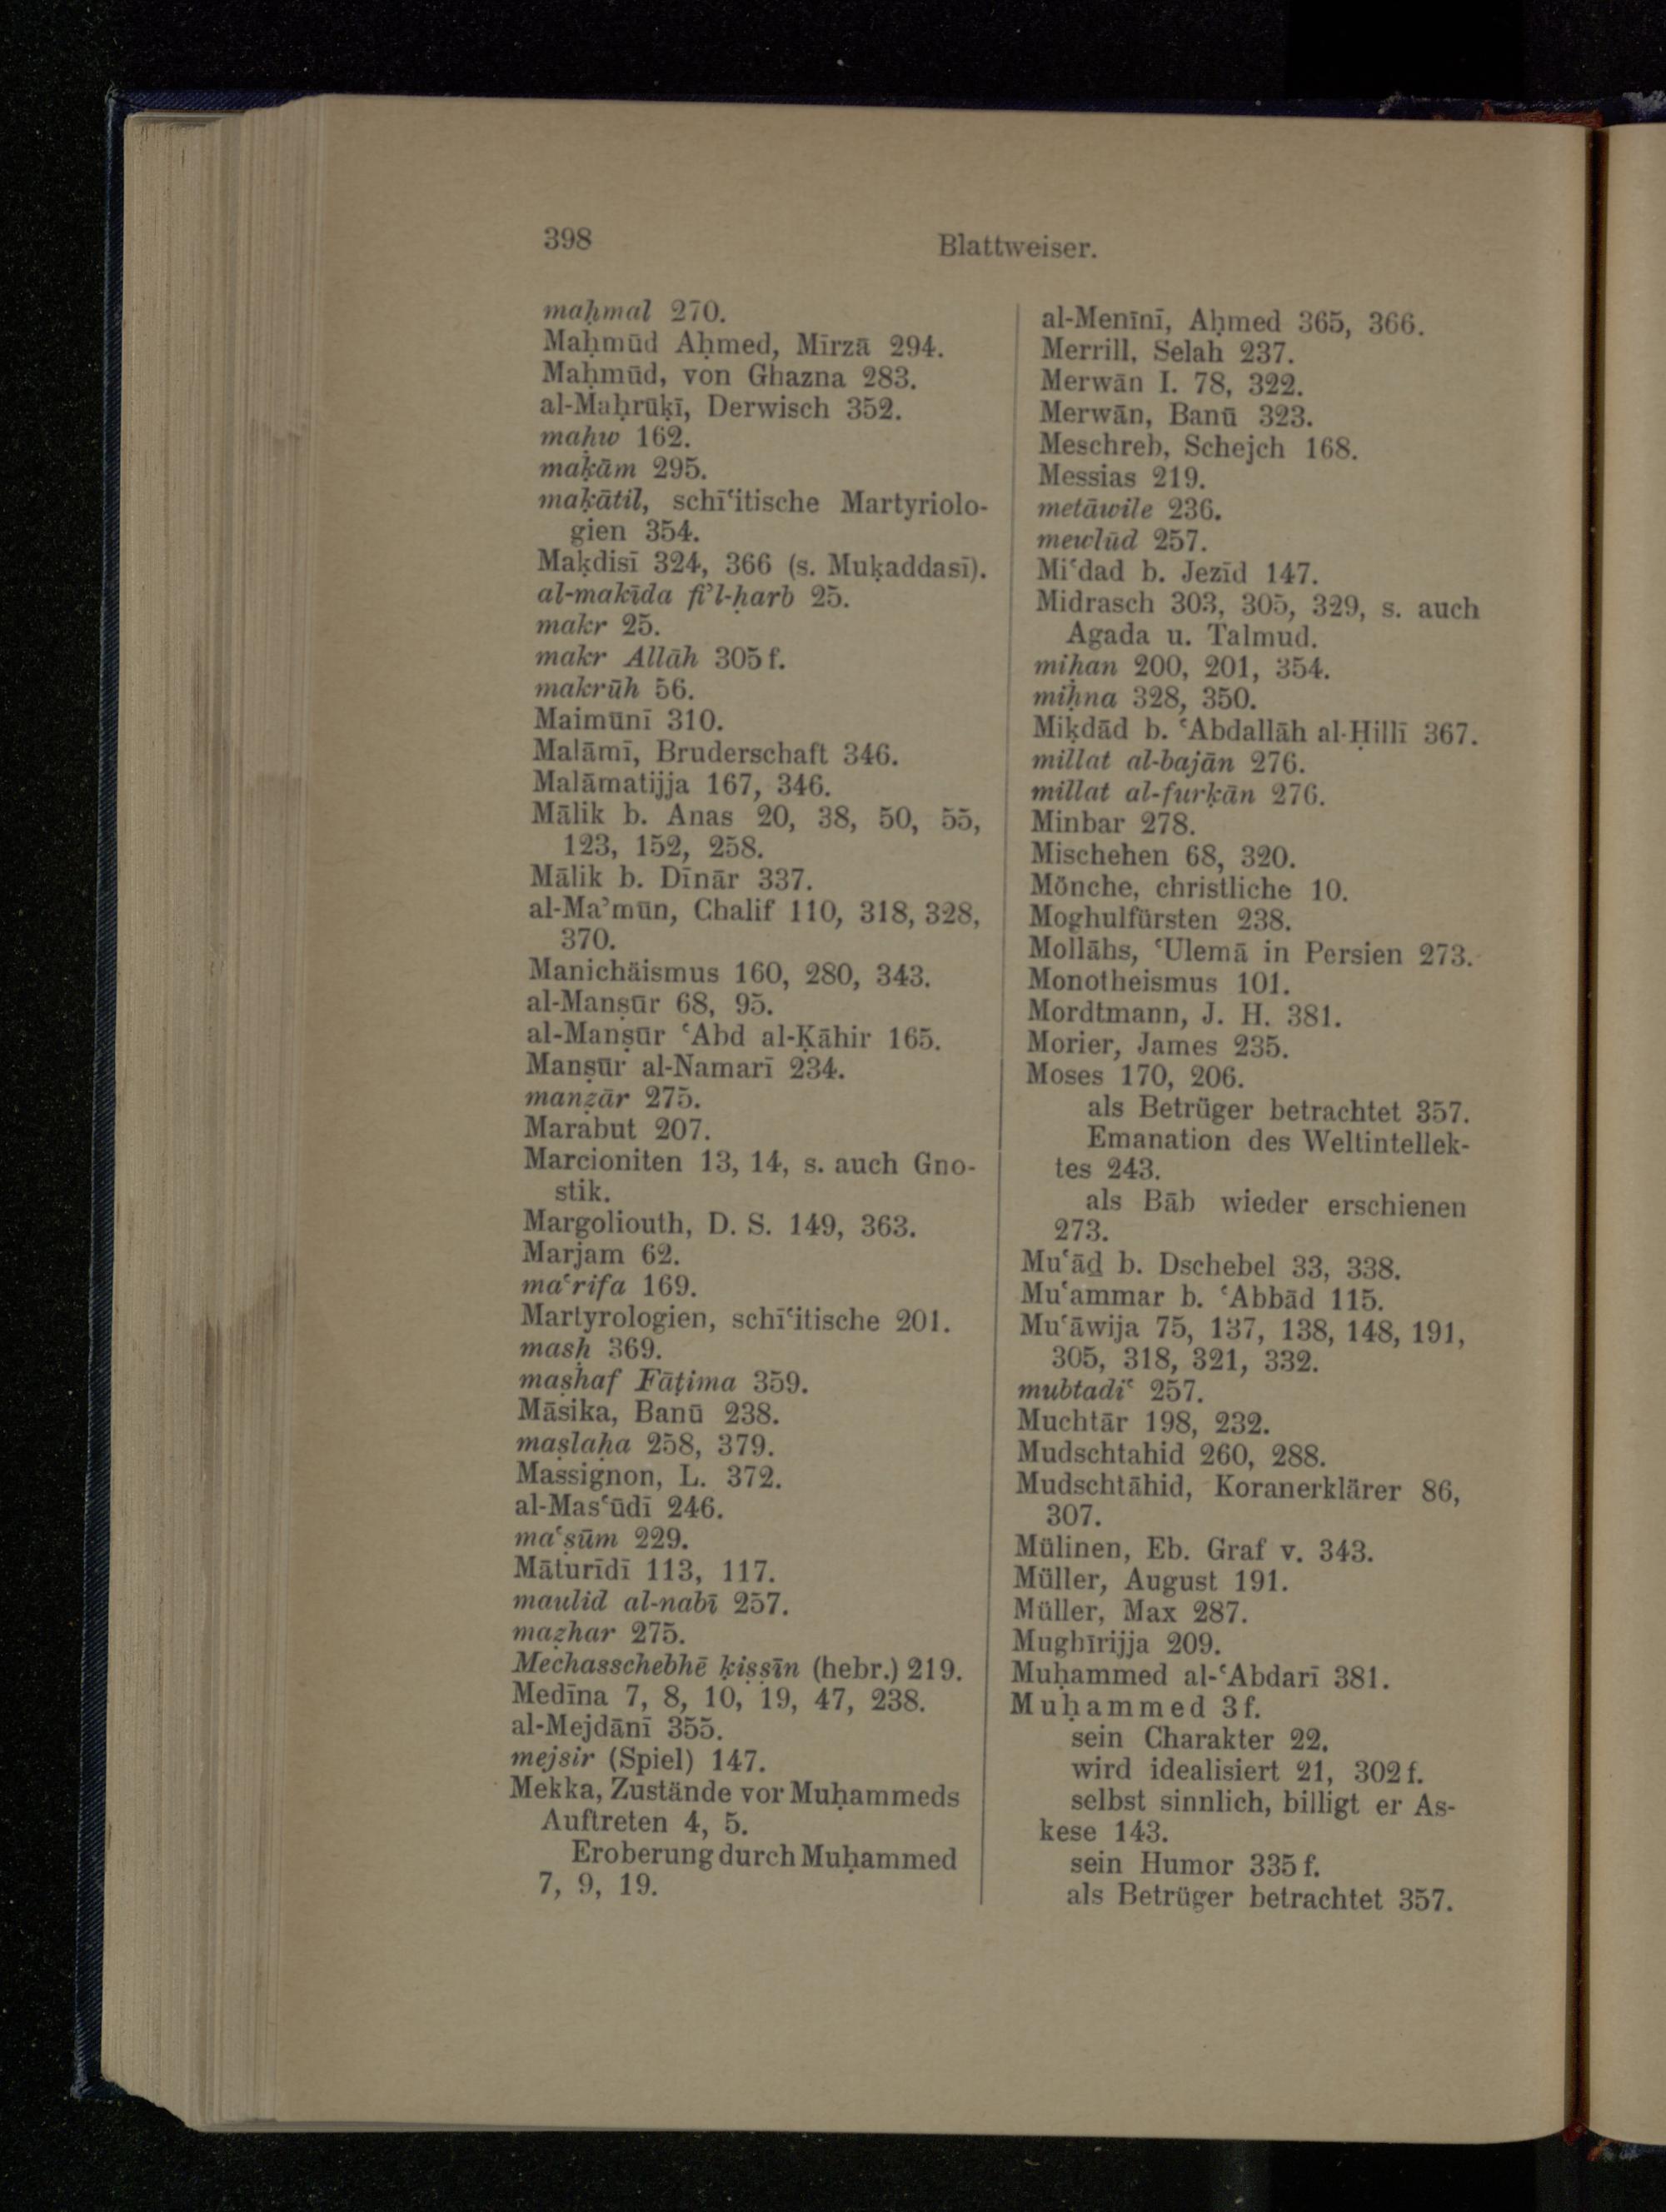 398
Blattweiser.
maḥmal 270.
Maḥmūd Aḥmed, Mīrzā 294.
Maḥmūd, von Ghazna 283.
al-Maḥrūḳī, Derwisch 352.
maḥw 162.
maḳām 295.
maḳātil, schīʿitische Martyriolo-
gien 354.
Maḳdisī 324, 366 (s. Muḳaddasī).
al-makīda fi’l-ḥarb 25.
makr 25.
makr Allāh 305 f.
makrūh 56.
Maimūnī 310.
Malāmī, Bruderschaft 346.
Malāmatijja 167, 346.
Mālik b. Anas 20, 38, 50, 55,
123, 152, 258.
Mālik b. Dīnār 337.
al-Ma’mūn, Chalif 110, 318, 328,
370.
Manichäismus 160, 280, 343.
al-Manṣūr 68, 95.
al-Manṣūr ʿAbd al-Ḳāhir 165.
Manṣūr al-Namarī 234.
manẓār 275.
Marabut 207.
Marcioniten 13, 14, s. auch Gno-
stik.
Margoliouth, D. S. 149, 363.
Marjam 62.
maʿrifa 169.
Martyrologien, schīʿitische 201.
masḥ 369.
maṣḥaf Fāṭima 359.
Māsika, Banū 238.
maṣlaḥa 258, 379.
Massignon, L. 372.
al-Masʿūdī 246.
maʿṣūm 229.
Māturīdī 113, 117.
maulid al-nabī 257.
maẓhar 275.
Mechasschebhē ḳiṣṣīn (hebr.) 219.
Medīna 7, 8, 10, 19, 47, 238.
al-Mejdānī 355.
mejsir (Spiel) 147.
Mekka, Zustände vor Muḥammeds
Auftreten 4, 5.
Eroberung durch Muḥammed
7, 9, 19.
al-Menīnī, Aḥmed 365, 366.
Merrill, Selah 237.
Merwān I. 78, 322.
Merwān, Banū 323.
Meschreb, Schejch 168.
Messias 219.
metāwile 236.
mewlūd 257.
Miʿdad b. Jezīd 147.
Midrasch 303, 305, 329, s. auch
Agada u. Talmud.
miḥan 200, 201, 354.
miḥna 328, 350.
Miḳdād b. ʿAbdallāh al-Ḥillī 367.
millat al-bajān 276.
millat al-furḳān 276.
Minbar 278.
Mischehen 68, 320.
Mönche, christliche 10.
Moghulfürsten 238.
Mollāhs, ʿUlemā in Persien 273.
Monotheismus 101.
Mordtmann, J. H. 381.
Morier, James 235.
Moses 170, 206.
als Betrüger betrachtet 357.
Emanation des Weltintellek-
tes 243.
als Bāb wieder erschienen
273.
Muʿāḏ b. Dschebel 33, 338.
Muʿammar b. ʿAbbād 115.
Muʿāwija 75, 137, 138, 148, 191,
305, 318, 321, 332.
mubtadiʿ 257.
Muchtār 198, 232.
Mudschtahid 260, 288.
Mudschtāhid, Koranerklärer 86,
307.
Mülinen, Eb. Graf v. 343.
Müller, August 191.
Müller, Max 287.
Mughīrijja 209.
Muḥammed al-ʿAbdarī 381.
Muḥammed 3 f.
sein Charakter 22.
wird idealisiert 21, 302 f.
selbst sinnlich, billigt er As-
kese 143.
sein Humor 335 f.
als Betrüger betrachtet 357.